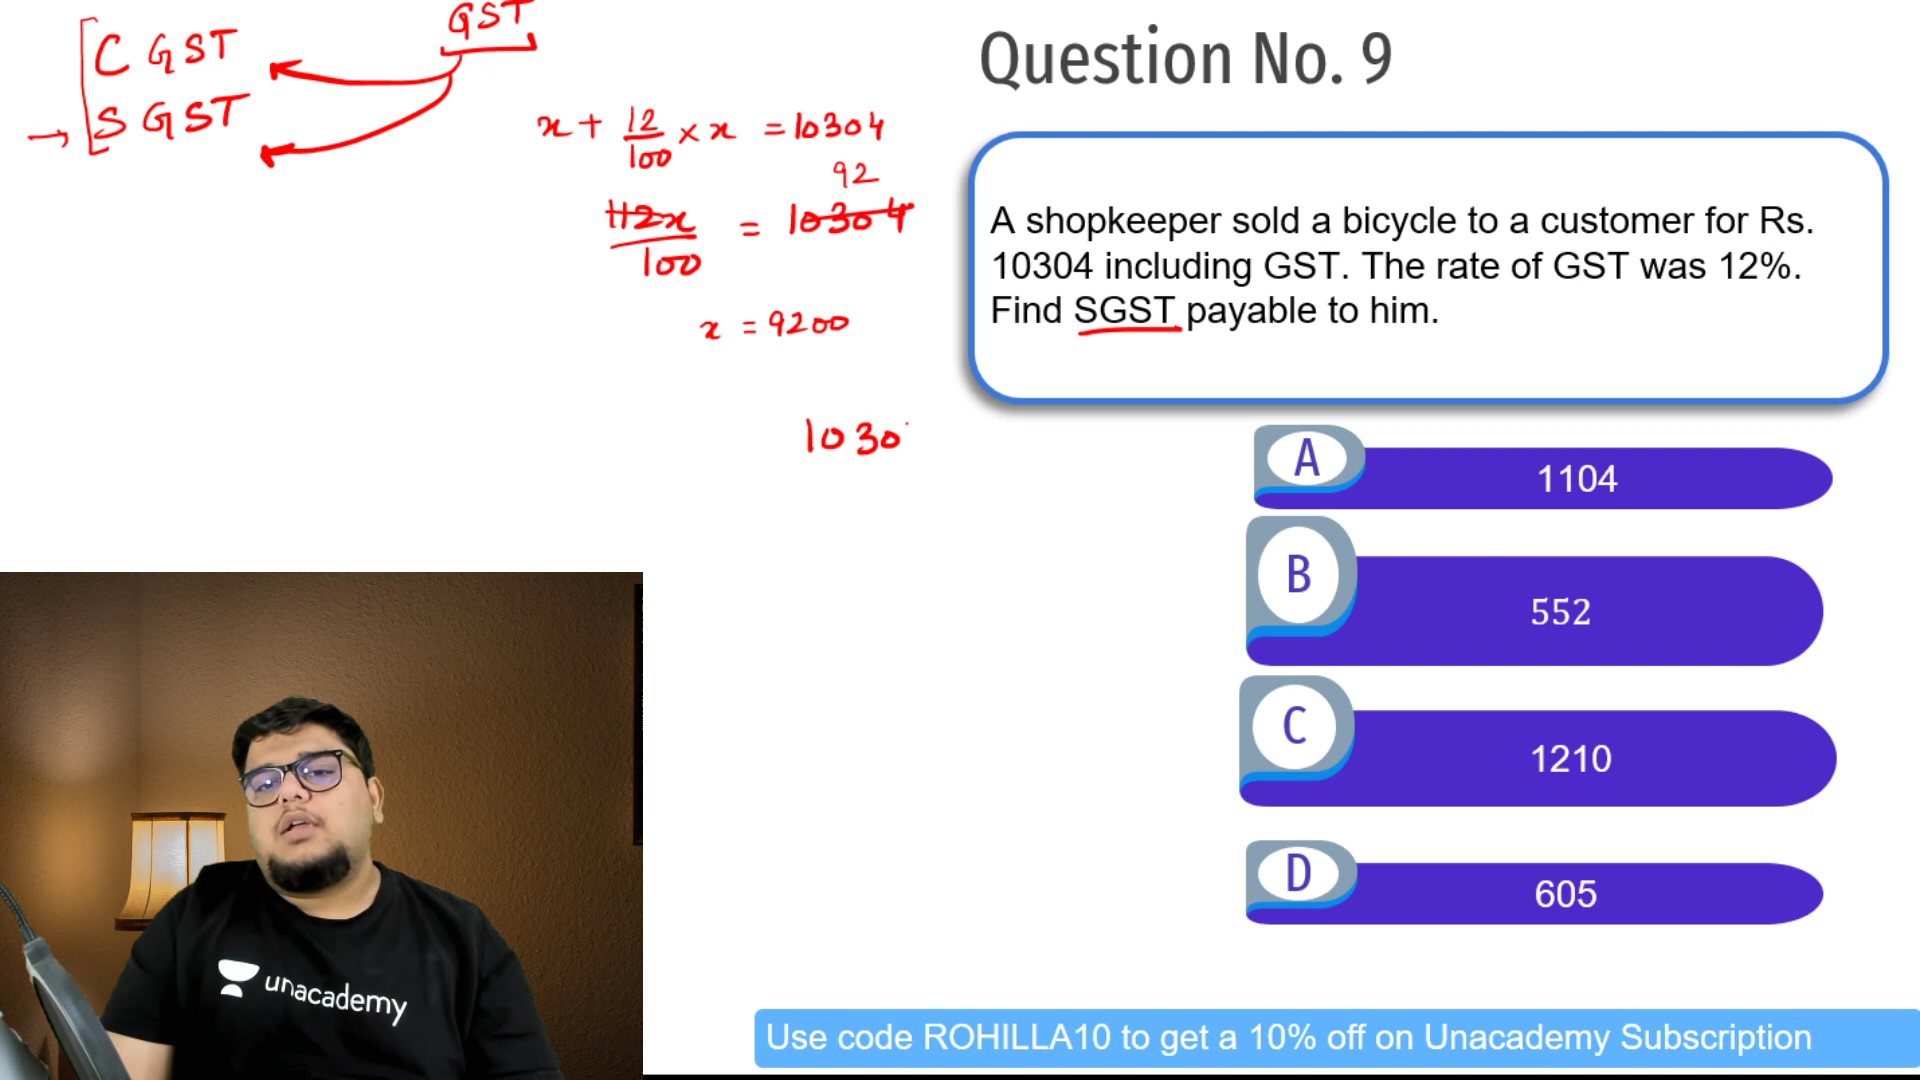 GST
C GST
→ S GST
x + 12/100 × x = 10304
92
112x/100 = 10304
x = 9200
1030
Question No. 9
A shopkeeper sold a bicycle to a customer for Rs.
10304 including GST. The rate of GST was 12%.
Find SGST payable to him.
A
1104
B
552
C
1210
D
605
unacademy
Use code ROHILLA10 to get a 10% off on Unacademy Subscription